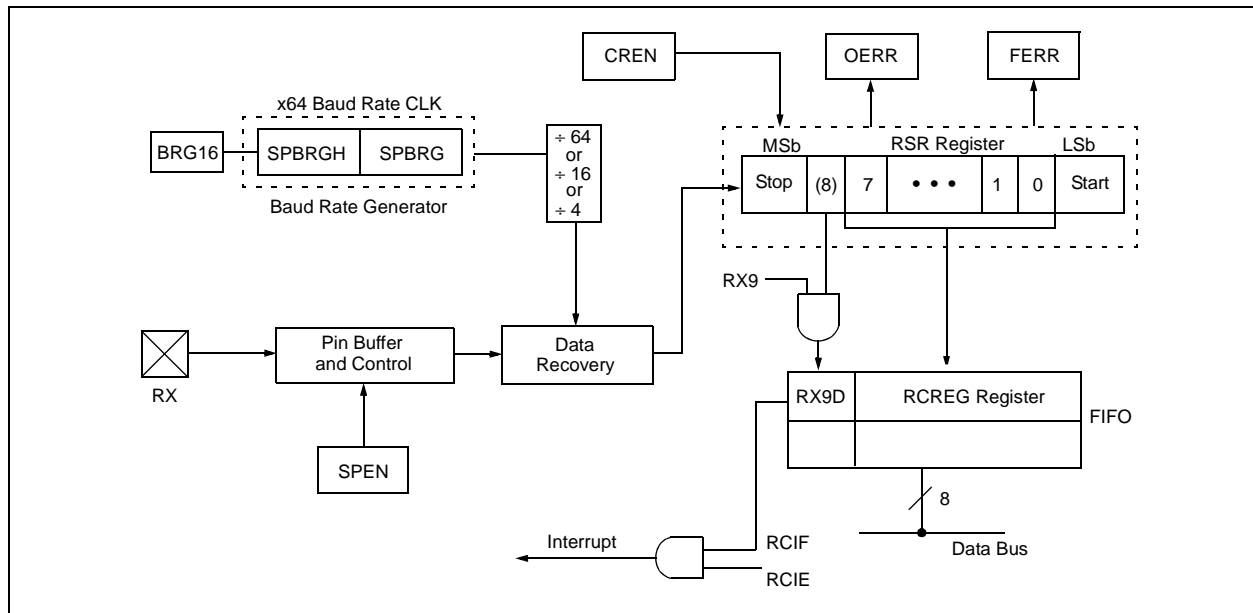 CREN
OERR
FERR
x64 Baud Rate CLK
BRG16
SPBRGH
SPBRG
Baud Rate Generator
÷ 64
or
÷ 16
or
÷ 4
MSb
RSR Register
LSb
Stop
(8)
7
• • •
1
0
Start
RX9
RX
Pin Buffer
and Control
Data
Recovery
SPEN
RX9D
RCREG Register
FIFO
8
Data Bus
Interrupt
RCIF
RCIE